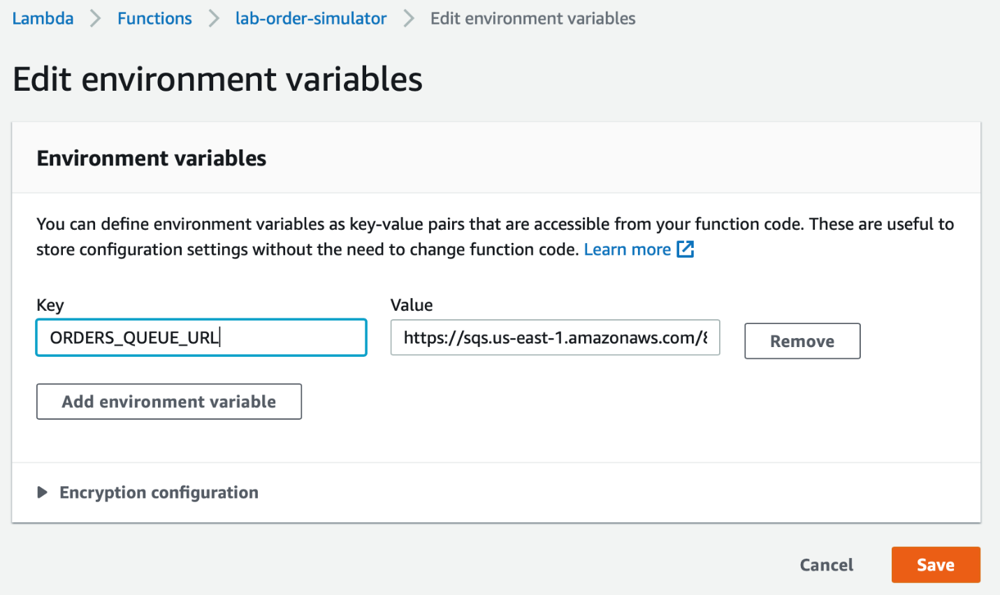 Lambda > Functions > lab-order-simulator > Edit environment variables
Edit environment variables
Environment variables
You can define environment variables as key-value pairs that are accessible from your function code. These are useful to
store configuration settings without the need to change function code. Learn more
Key Value
ORDERS_QUEUE_URL https://sqs.us-east-1.amazonaws.com/ Remove
Add environment variable
Encryption configuration
Cancel Save